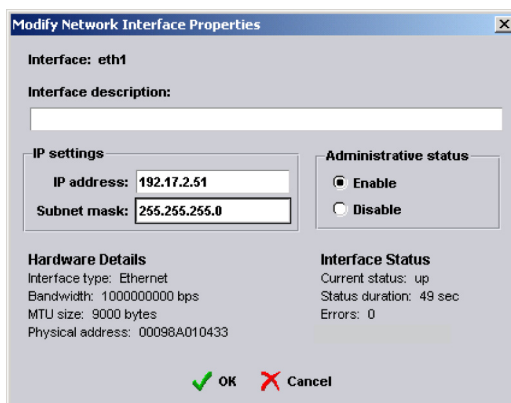 Modify Network Interface Properties
Interface: eth1
Interface description:
IP settings
IP address: 192.17.2.51
Subnet mask: 255.255.255.0
Administrative status
Enable
Disable
Hardware Details
Interface type: Ethernet
Bandwidth: 1000000000 bps
MTU size: 9000 bytes
Physical address: 00098A010433
Interface Status
Current status: up
Status duration: 49 sec
Errors: 0
OK Cancel